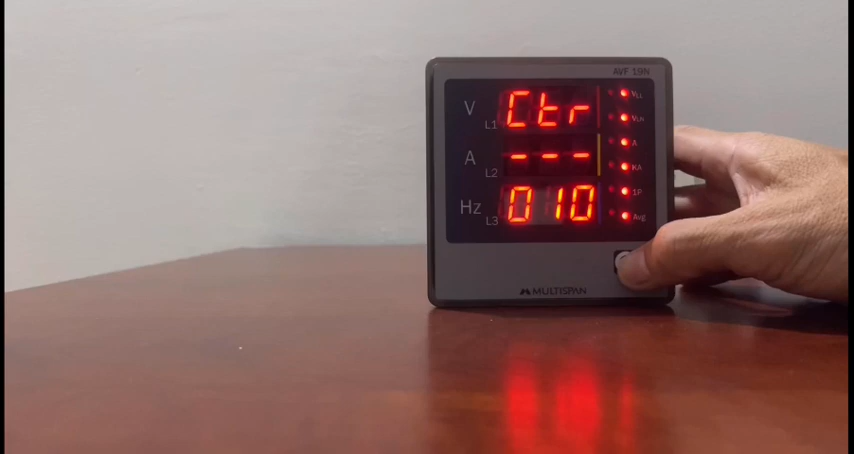 AVF 19N
V L1 Ctr VLL
VLN
A L2 --- A
KA
Hz L3 010 1P
Avg
MULTISPAN